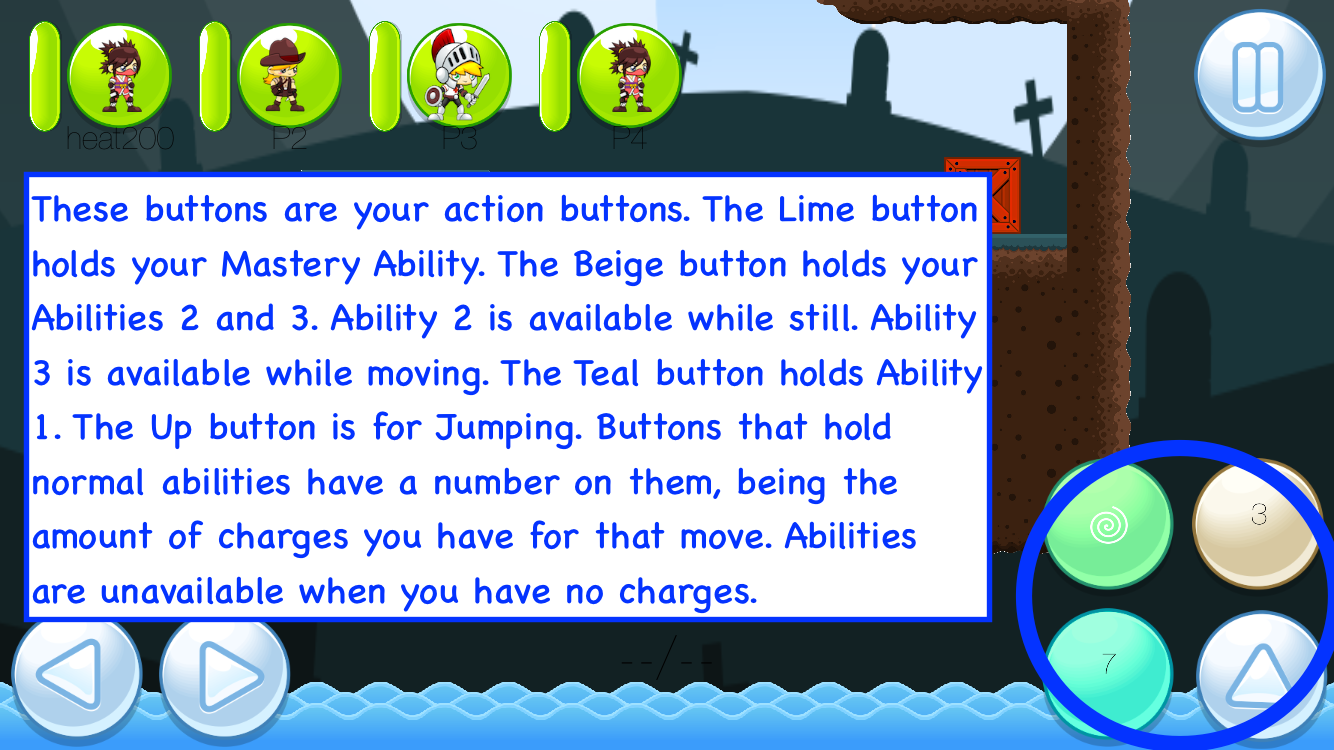 heat200 P2 P3 P4
These buttons are your action buttons. The Lime button
holds your Mastery Ability. The Beige button holds your
Abilities 2 and 3. Ability 2 is available while still. Ability
3 is available while moving. The Teal button holds Ability
1. The Up button is for Jumping. Buttons that hold
normal abilities have a number on them, being the
amount of charges you have for that move. Abilities
are unavailable when you have no charges.
3
7
--/--